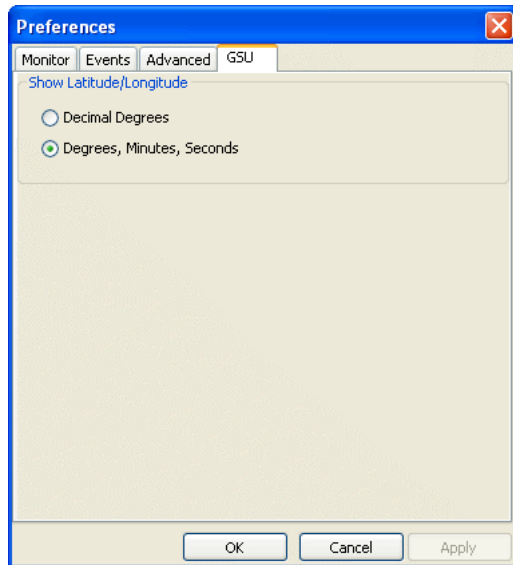 Preferences
Monitor Events Advanced GSU
Show Latitude/Longitude
Decimal Degrees
Degrees, Minutes, Seconds
OK Cancel Apply